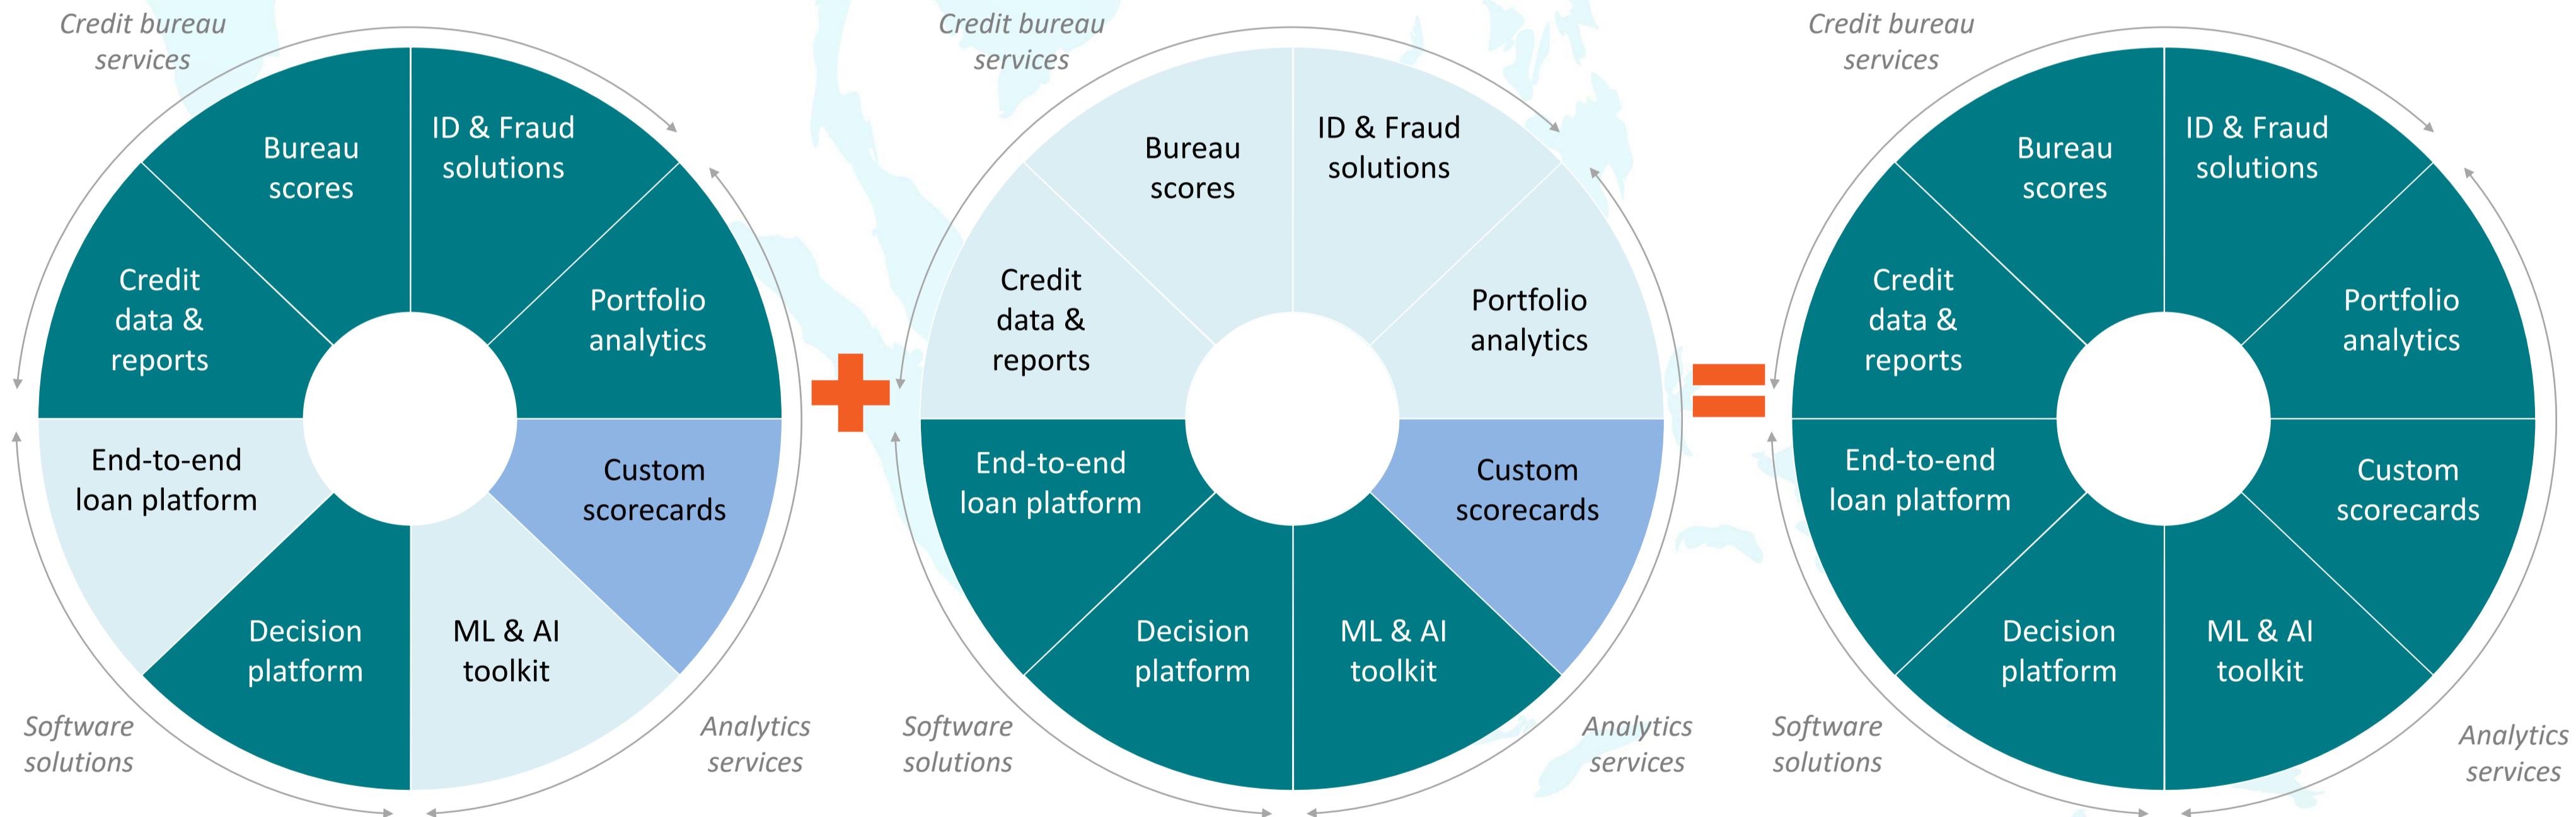 Credit bureau
services
Bureau
scores
ID & Fraud
solutions
Credit
data &
reports
Portfolio
analytics
End-to-end
loan platform
Custom
scorecards
Decision
platform
ML & AI
toolkit
Software
solutions
Analytics
services
Credit bureau
services
Bureau
scores
ID & Fraud
solutions
Credit
data &
reports
Portfolio
analytics
End-to-end
loan platform
Custom
scorecards
Decision
platform
ML & AI
toolkit
Software
solutions
Analytics
services
Credit bureau
services
Bureau
scores
ID & Fraud
solutions
Credit
data &
reports
Portfolio
analytics
End-to-end
loan platform
Custom
scorecards
Decision
platform
ML & AI
toolkit
Software
solutions
Analytics
services